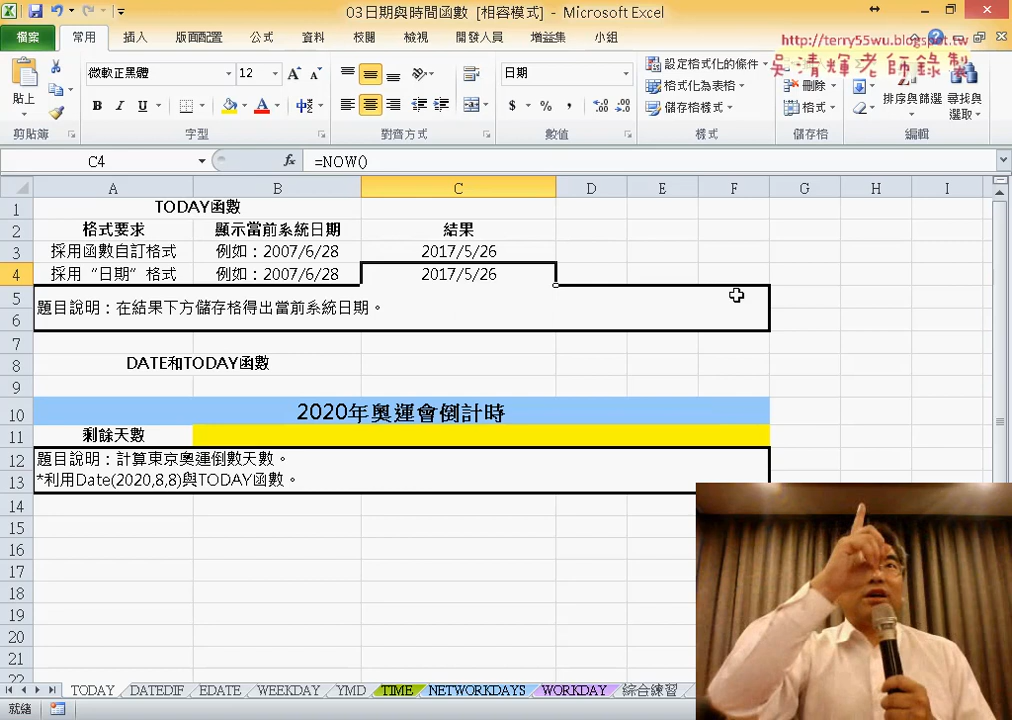 03日期與時間函數 [相容模式] - Microsoft Excel
檔案 常用 插入 版面配置 公式 資料 校閱 檢視 開發人員 增益集 小組
http://terry55wu.blogspot.tw
吳清輝老師錄製
貼上
微軟正黑體 12
B I U
日期
$ % ,
設定格式化的條件
格式化為表格
儲存格樣式
刪除
格式
排序與篩選
尋找與選取
剪貼簿 字型 對齊方式 數值 樣式 儲存格 編輯
C4 fx =NOW()
A B C D E F G H I
1 TODAY函數
2 格式要求 顯示當前系統日期 結果
3 採用函數自訂格式 例如：2007/6/28 2017/5/26
4 採用“日期”格式 例如：2007/6/28 2017/5/26
5
題目說明：在結果下方儲存格得出當前系統日期。
6
7
8 DATE和TODAY函數
9
10 2020年奧運會倒計時
11 剩餘天數
12 題目說明：計算東京奧運倒數天數。
13 *利用Date(2020,8,8)與TODAY函數。
14
15
16
17
18
19
20
21
22
TODAY DATEDIF EDATE WEEKDAY YMD TIME NETWORKDAYS WORKDAY 綜合練習
就緒